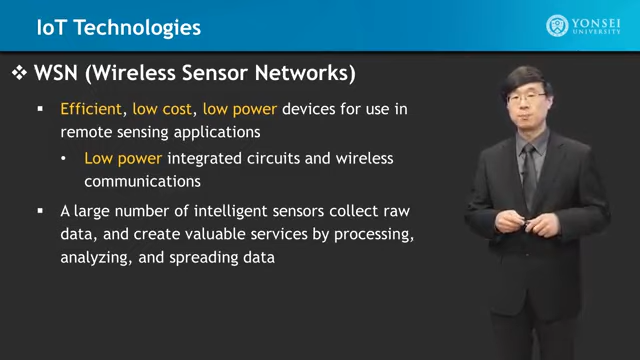 IoT Technologies
YONSEI
UNIVERSITY
❖ WSN (Wireless Sensor Networks)
▪ Efficient, low cost, low power devices for use in
remote sensing applications
• Low power integrated circuits and wireless
communications
▪ A large number of intelligent sensors collect raw
data, and create valuable services by processing,
analyzing, and spreading data